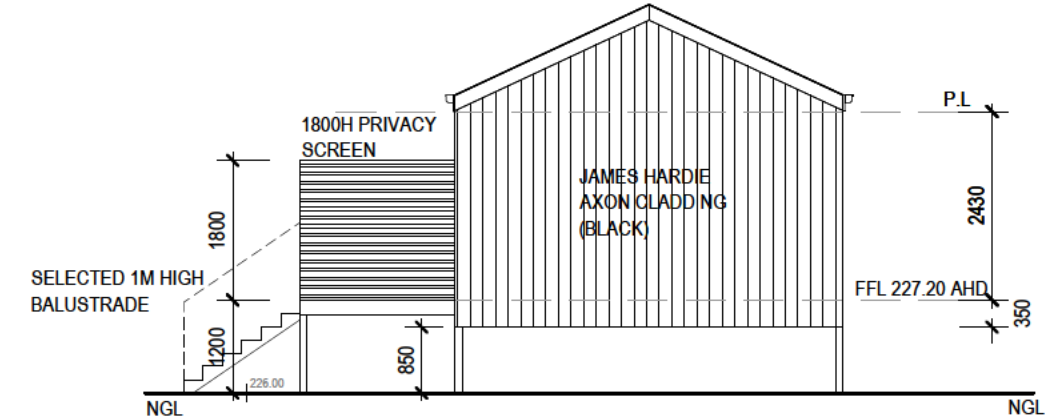 P.L
1800H PRIVACY
SCREEN
JAMES HARDIE
AXON CLADDING
(BLACK)
2430
1800
SELECTED 1M HIGH
BALUSTRADE
FFL 227.20 AHD
350
1200
850
226.00
NGL
NGL